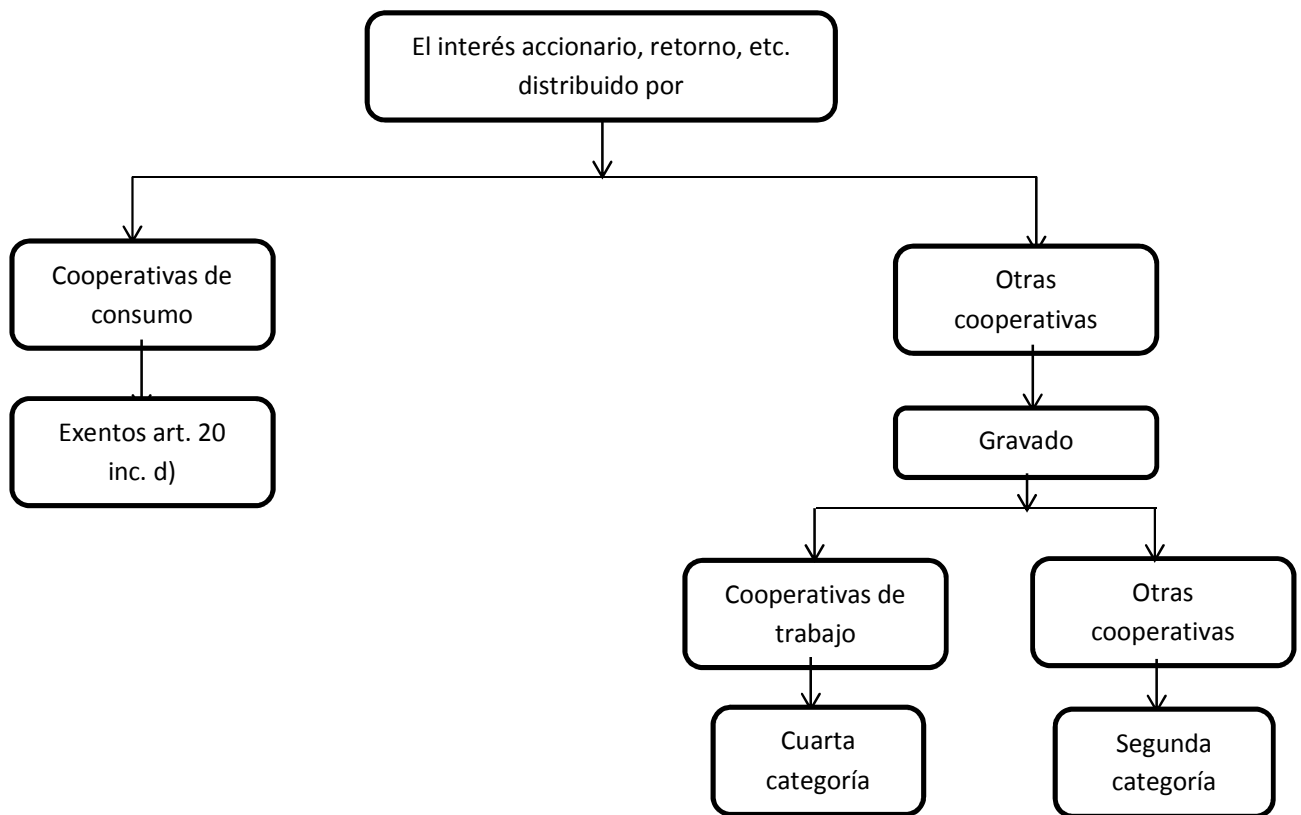 El interés accionario, retorno, etc.
distribuido por
Cooperativas de
consumo
Otras
cooperativas
Exentos art. 20
inc. d)
Gravado
Cooperativas de
trabajo
Otras
cooperativas
Cuarta
categoría
Segunda
categoría